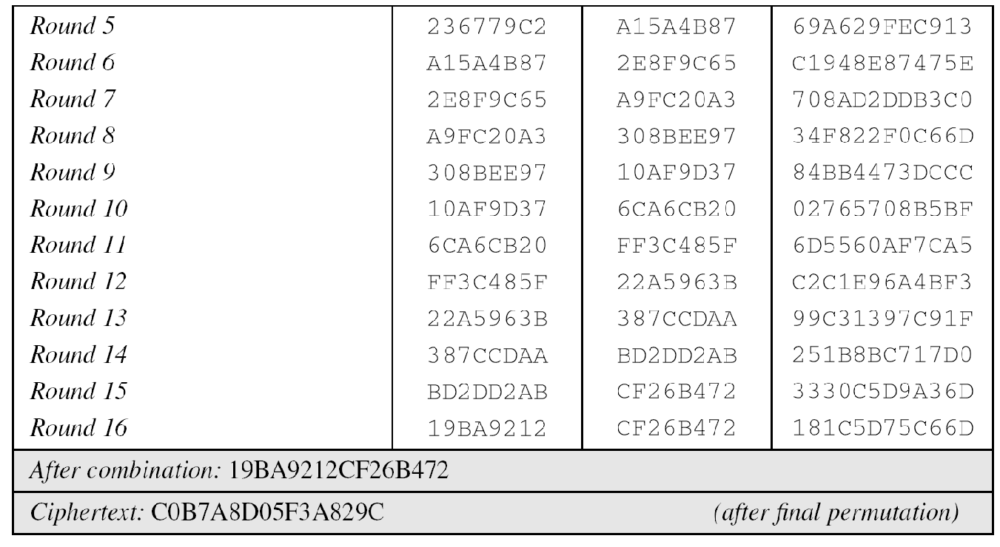 Round 5 236779C2 A15A4B87 69A629FEC913
Round 6 A15A4B87 2E8F9C65 C1948E87475E
Round 7 2E8F9C65 A9FC20A3 708AD2DDB3C0
Round 8 A9FC20A3 308BEE97 34F822F0C66D
Round 9 308BEE97 10AF9D37 84BB4473DCCC
Round 10 10AF9D37 6CA6CB20 02765708B5BF
Round 11 6CA6CB20 FF3C485F 6D5560AF7CA5
Round 12 FF3C485F 22A5963B C2C1E96A4BF3
Round 13 22A5963B 387CCDAA 99C31397C91F
Round 14 387CCDAA BD2DD2AB 251B8BC717D0
Round 15 BD2DD2AB CF26B472 3330C5D9A36D
Round 16 19BA9212 CF26B472 181C5D75C66D
After combination: 19BA9212CF26B472
Ciphertext: C0B7A8D05F3A829C (after final permutation)